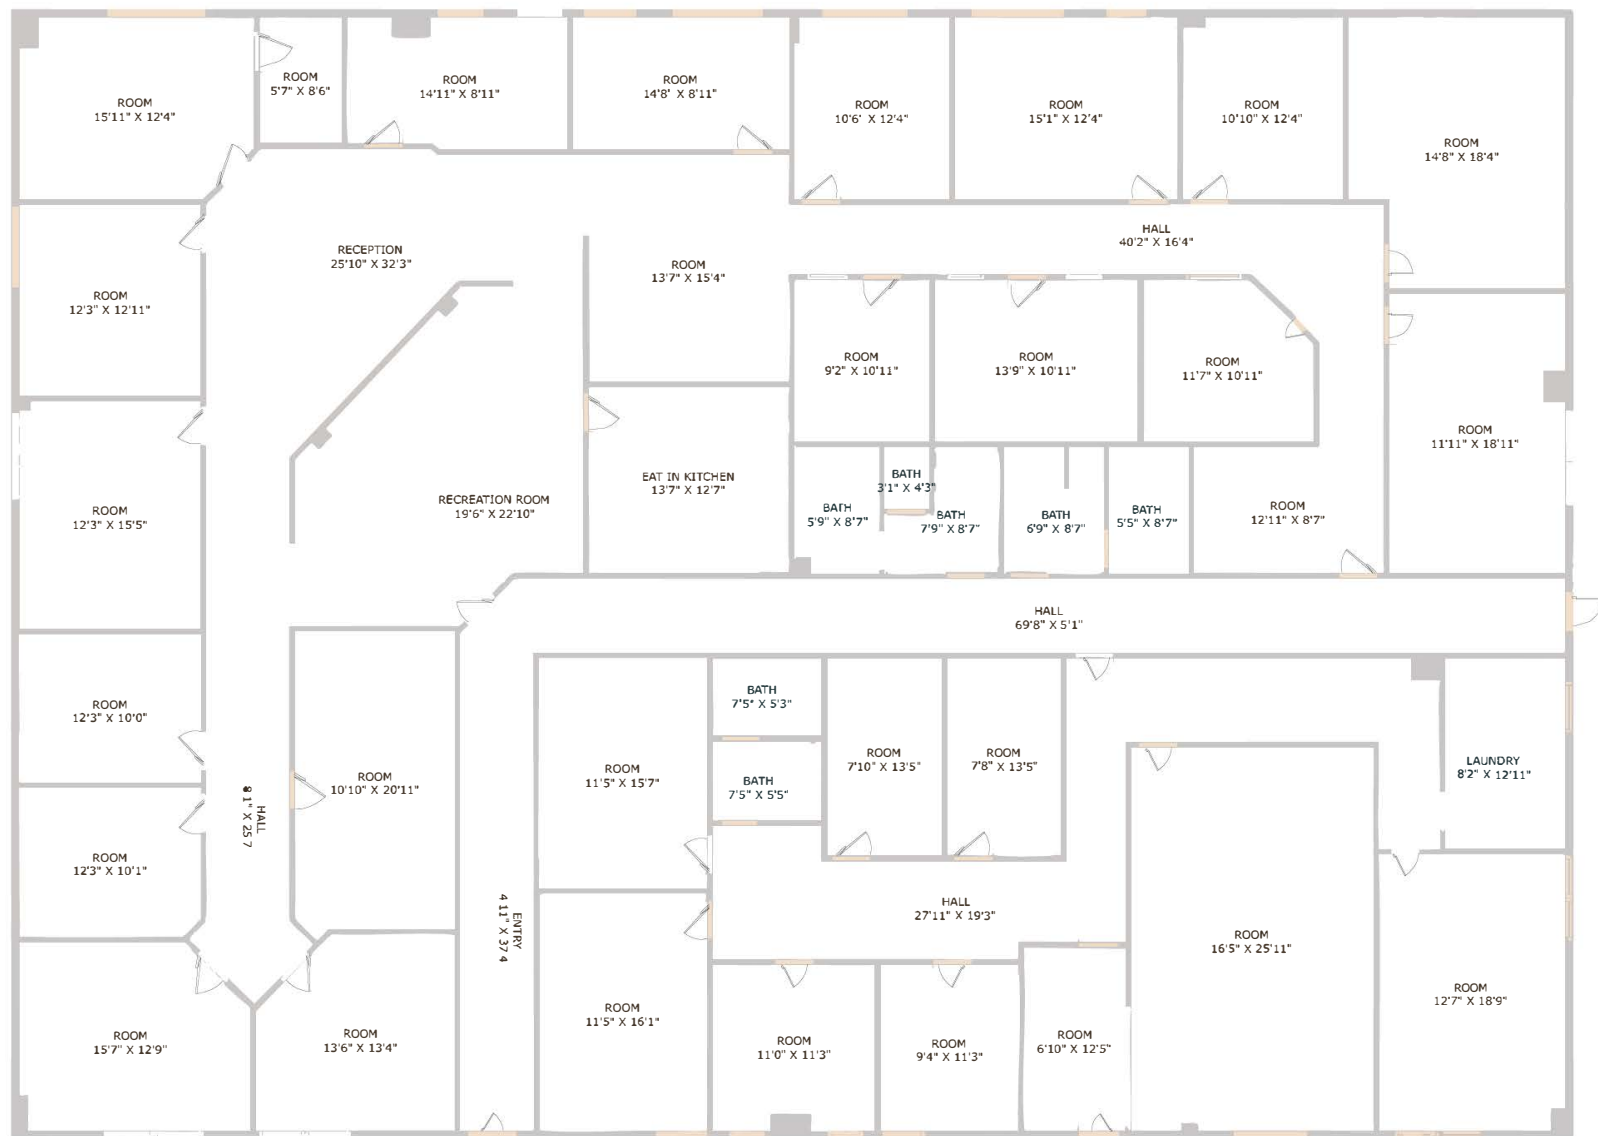 ROOM
15'11" X 12'4"
ROOM
5'7" X 8'6"
ROOM
14'11" X 8'11"
ROOM
14'8' X 8'11"
ROOM
10'6' X 12'4"
ROOM
15'1" X 12'4"
ROOM
10'10" X 12'4"
ROOM
14'8" X 18'4"
RECEPTION
25'10" X 32'3"
ROOM
13'7" X 15'4"
HALL
40'2" X 16'4"
ROOM
12'3" X 12'11"
ROOM
9'2" X 10'11"
ROOM
13'9" X 10'11"
ROOM
11'7" X 10'11"
ROOM
11'11" X 18'11"
ROOM
12'3" X 15'5"
RECREATION ROOM
19'6" X 22'10"
EAT IN KITCHEN
13'7" X 12'7"
BATH
5'9" X 8'7"
BATH
3'1" X 4'3"
BATH
7'9" X 8'7"
BATH
6'9" X 8'7"
BATH
5'5" X 8'7"
ROOM
12'11" X 8'7"
HALL
69'8" X 5'1"
ROOM
12'3" X 10'0"
ROOM
10'10" X 20'11"
HALL
8 1" X 25 7
ROOM
11'5" X 15'7"
BATH
7'5" X 5'3"
BATH
7'5" X 5'5"
ROOM
7'10" X 13'5"
ROOM
7'8" X 13'5"
LAUNDRY
8'2" X 12'11"
ROOM
12'3" X 10'1"
ENTRY
4 11" X 37 4
HALL
27'11" X 19'3"
ROOM
16'5" X 25'11"
ROOM
12'7" X 18'9"
ROOM
15'7" X 12'9"
ROOM
13'6" X 13'4"
ROOM
11'5" X 16'1"
ROOM
11'0" X 11'3"
ROOM
9'4" X 11'3"
ROOM
6'10" X 12'5"